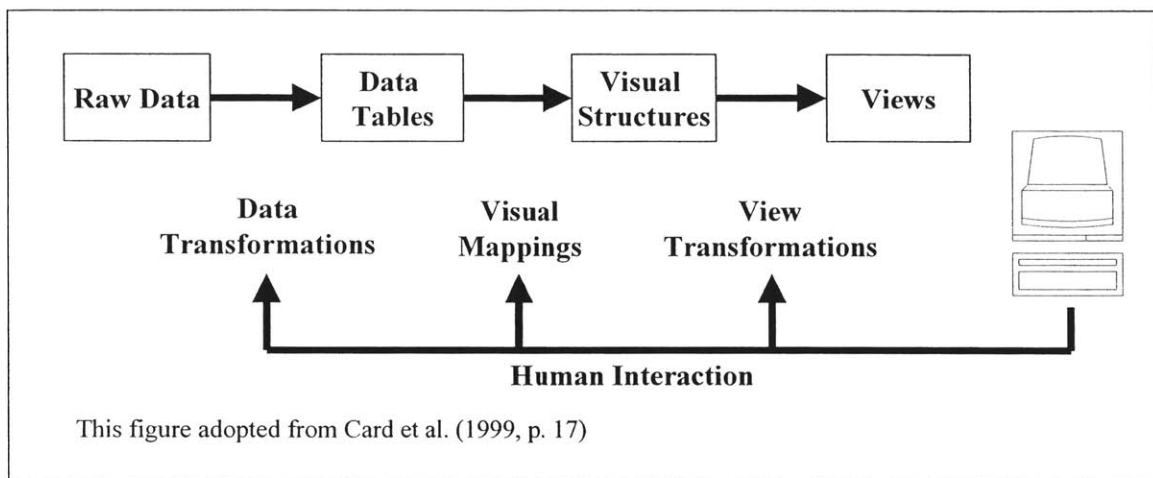 Raw Data
Data
Tables
Visual
Structures
Views
Data
Transformations
Visual
Mappings
View
Transformations
Human Interaction
This figure adopted from Card et al. (1999, p. 17)